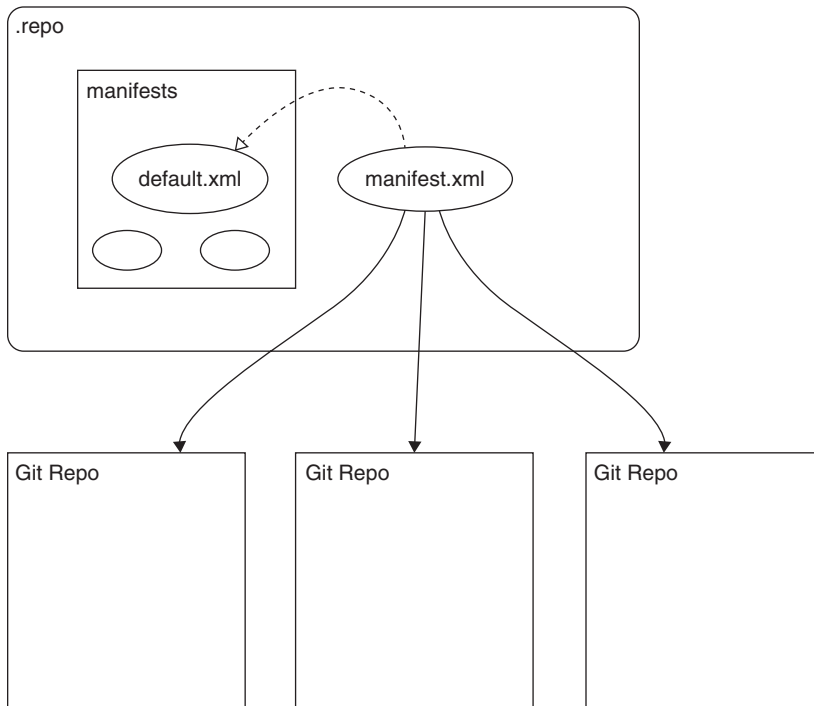 .repo
manifests
default.xml
manifest.xml
Git Repo
Git Repo
Git Repo